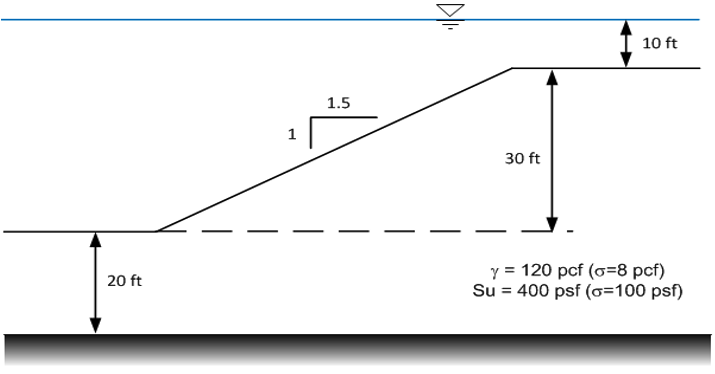 10 ft
1.5
1
30 ft
20 ft
γ = 120 pcf (σ=8 pcf)
Su = 400 psf (σ=100 psf)